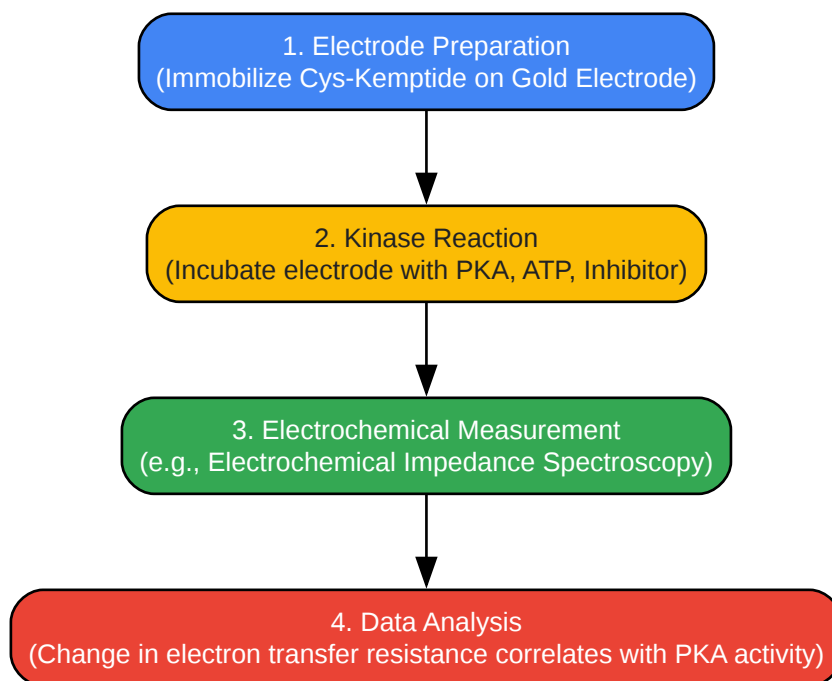 1. Electrode Preparation
(Immobilize Cys-Kemptide on Gold Electrode)
2. Kinase Reaction
(Incubate electrode with PKA, ATP, Inhibitor)
3. Electrochemical Measurement
(e.g., Electrochemical Impedance Spectroscopy)
4. Data Analysis
(Change in electron transfer resistance correlates with PKA activity)